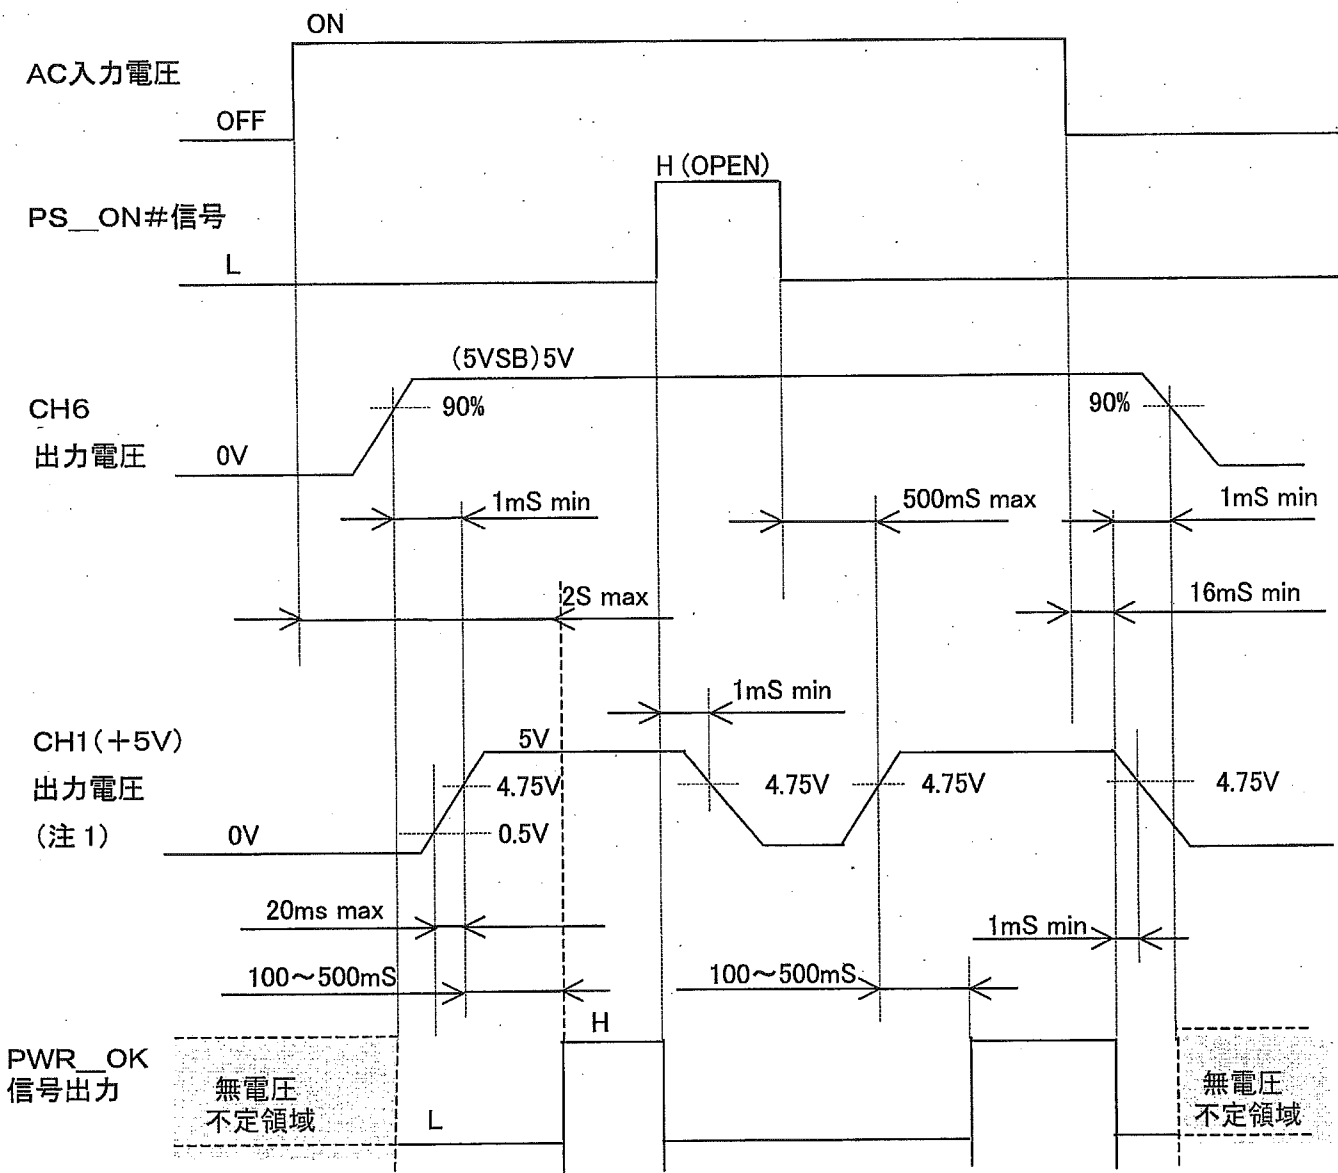 ON
AC入力電圧
OFF
H(OPEN)
PS__ON#信号
L
(5VSB)5V
90%
90%
CH6
出力電圧
0V
1mS min
500mS max
1mS min
2S max
16mS min
1mS min
CH1(+5V)
5V
出力電圧
4.75V
4.75V
4.75V
4.75V
(注1)
0V
0.5V
20ms max
1mS min
100~500mS
100~500mS
H
PWR__OK
信号出力
無電圧
不定領域
L
無電圧
不定領域